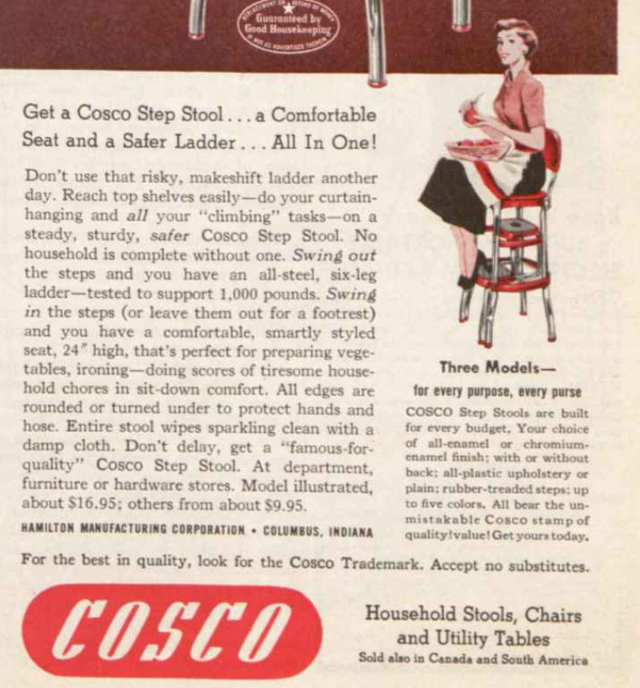 REPLACEMENT OR REFUND OF MONEY
Guaranteed by
Good Housekeeping
IF NOT AS ADVERTISED THEREIN
Get a Cosco Step Stool...a Comfortable
Seat and a Safer Ladder...All In One!
Don't use that risky, makeshift ladder another
day. Reach top shelves easily—do your curtain-
hanging and all your "climbing" tasks—on a
steady, sturdy, safer Cosco Step Stool. No
household is complete without one. Swing out
the steps and you have an all-steel, six-leg
ladder—tested to support 1,000 pounds. Swing
in the steps (or leave them out for a footrest)
and you have a comfortable, smartly styled
seat, 24″ high, that's perfect for preparing vege-
tables, ironing—doing scores of tiresome house-
hold chores in sit-down comfort. All edges are
rounded or turned under to protect hands and
hose. Entire stool wipes sparkling clean with a
damp cloth. Don't delay, get a "famous-for-
quality" Cosco Step Stool. At department,
furniture or hardware stores. Model illustrated,
about $16.95; others from about $9.95.
HAMILTON MANUFACTURING CORPORATION • COLUMBUS, INDIANA
Three Models—
for every purpose, every purse
COSCO Step Stools are built
for every budget. Your choice
of all-enamel or chromium-
enamel finish; with or without
back; all-plastic upholstery or
plain; rubber-treaded steps; up
to five colors. All bear the un-
mistakable Cosco stamp of
quality! value! Get yours today.
For the best in quality, look for the Cosco Trademark. Accept no substitutes.
COSCO
Household Stools, Chairs
and Utility Tables
Sold also in Canada and South America